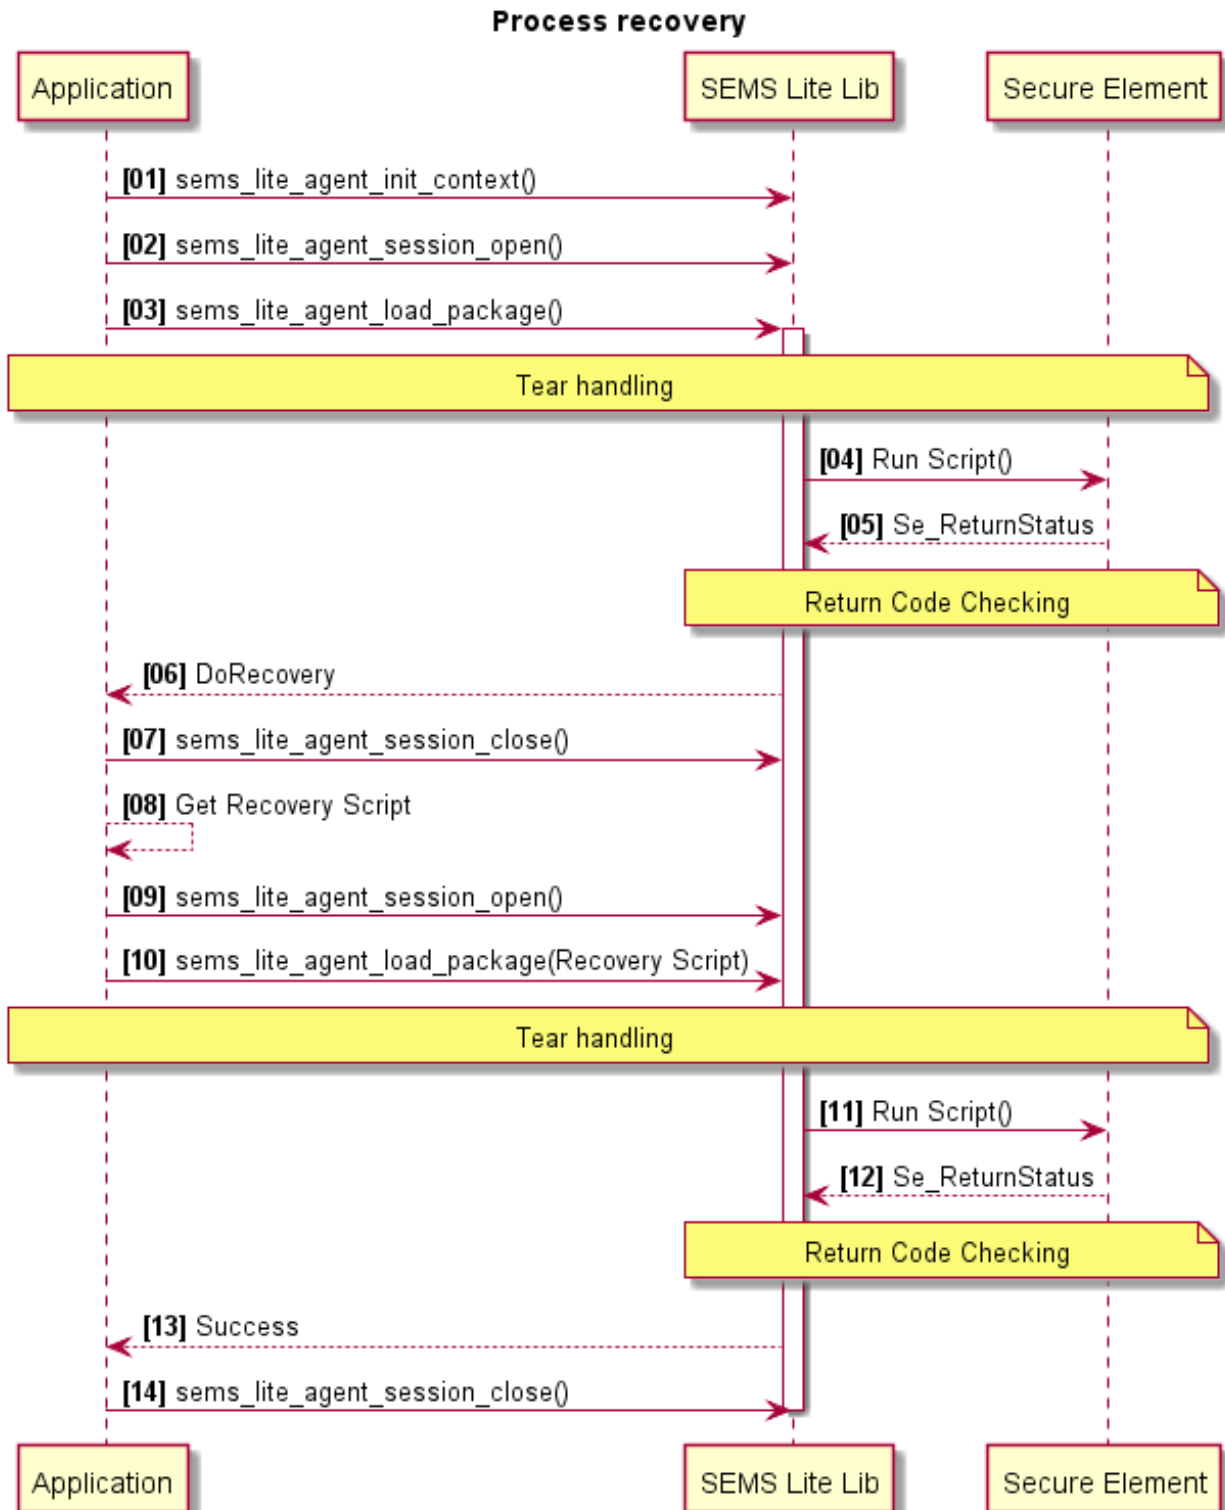 Process recovery
Application
SEMS Lite Lib
Secure Element
[01] sems_lite_agent_init_context()
[02] sems_lite_agent_session_open()
[03] sems_lite_agent_load_package()
Tear handling
[04] Run Script()
[05] Se_ReturnStatus
Return Code Checking
[06] DoRecovery
[07] sems_lite_agent_session_close()
[08] Get Recovery Script
[09] sems_lite_agent_session_open()
[10] sems_lite_agent_load_package(Recovery Script)
Tear handling
[11] Run Script()
[12] Se_ReturnStatus
Return Code Checking
[13] Success
[14] sems_lite_agent_session_close()
Application
SEMS Lite Lib
Secure Element